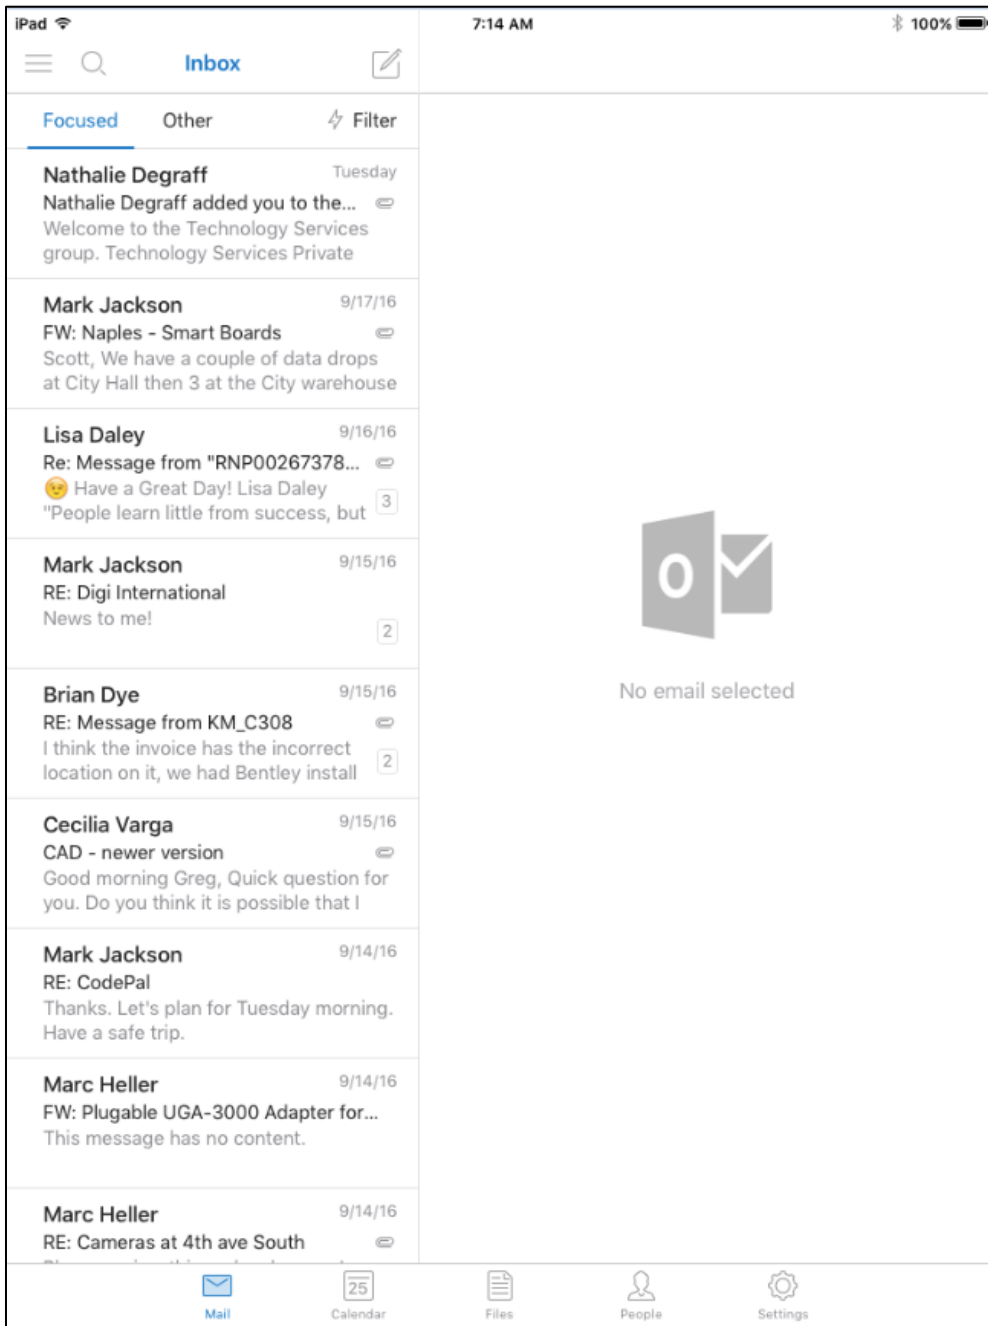 iPad 7:14 AM 100%
Inbox
Focused Other Filter
Nathalie Degraff Tuesday
Nathalie Degraff added you to the...
Welcome to the Technology Services
group. Technology Services Private
Mark Jackson 9/17/16
FW: Naples - Smart Boards
Scott, We have a couple of data drops
at City Hall then 3 at the City warehouse
Lisa Daley 9/16/16
Re: Message from "RNP00267378...
😉 Have a Great Day! Lisa Daley
"People learn little from success, but 3
Mark Jackson 9/15/16
RE: Digi International
News to me!
2
Brian Dye 9/15/16
RE: Message from KM_C308
I think the invoice has the incorrect
location on it, we had Bentley install 2
Cecilia Varga 9/15/16
CAD - newer version
Good morning Greg, Quick question for
you. Do you think it is possible that I
Mark Jackson 9/14/16
RE: CodePal
Thanks. Let's plan for Tuesday morning.
Have a safe trip.
Marc Heller 9/14/16
FW: Plugable UGA-3000 Adapter for...
This message has no content.
Marc Heller 9/14/16
RE: Cameras at 4th ave South
O
No email selected
25
Mail Calendar Files People Settings